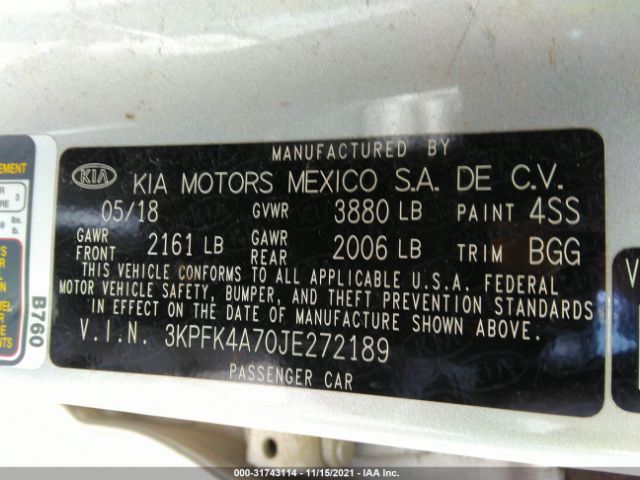 MANUFACTURED BY
KIA KIA MOTORS MEXICO S.A. DE C.V.
05/18 GVWR 3880 LB PAINT 4SS
GAWR FRONT 2161 LB GAWR REAR 2006 LB TRIM BGG
THIS VEHICLE CONFORMS TO ALL APPLICABLE U.S.A. FEDERAL
MOTOR VEHICLE SAFETY, BUMPER, AND THEFT PREVENTION STANDARDS
IN EFFECT ON THE DATE OF MANUFACTURE SHOWN ABOVE.
V.I.N. 3KPFK4A70JE272189
PASSENGER CAR
B760
000-31743114 - 11/15/2021 - IAA Inc.